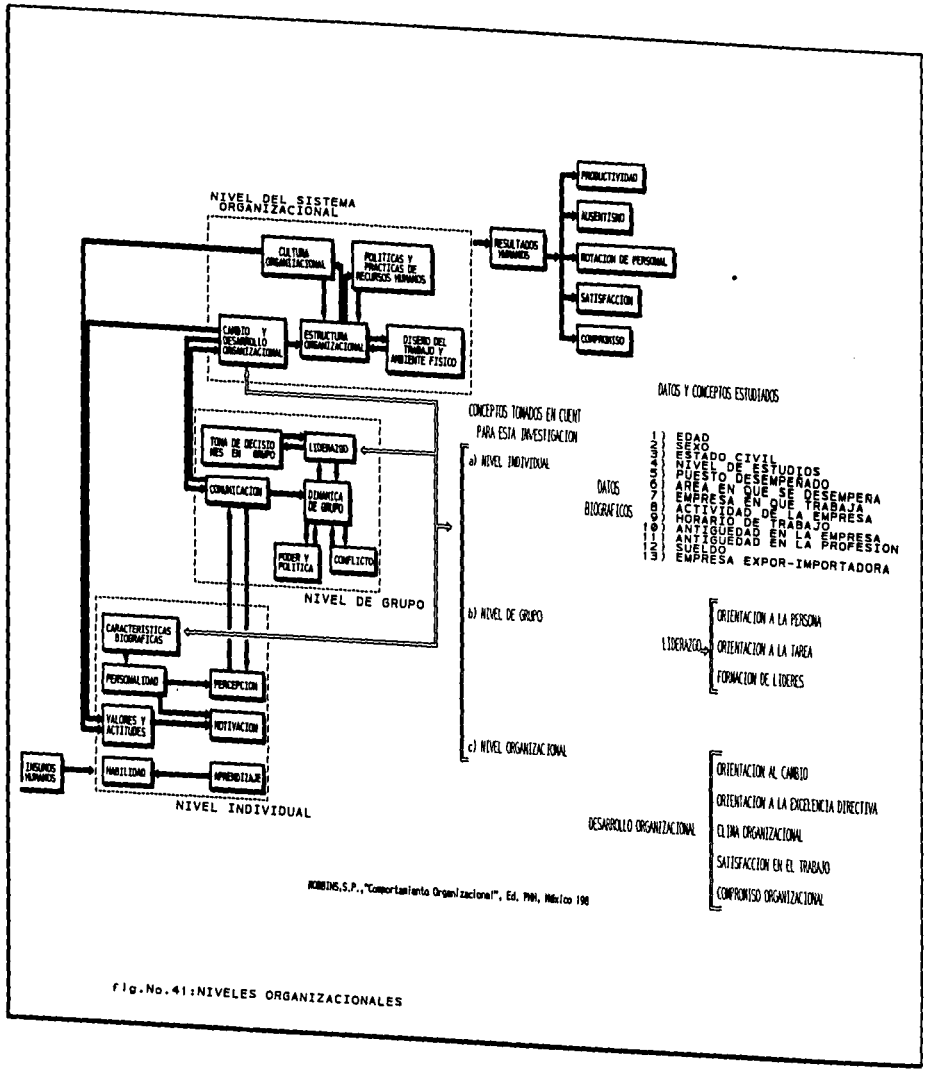 NIVEL DEL SISTEMA
ORGANIZACIONAL
CULTURA
ORGANIZACIONAL
POLITICAS Y
PRACTICAS DE
RECURSOS HUMANOS
CAMBIO Y
DESARROLLO
ORGANIZACIONAL
ESTRUCTURA
ORGANIZACIONAL
DISENO DEL
TRABAJO Y
AMBIENTE FISICO
RESULTADOS
HUMANOS
PRODUCTIVIDAD
AUSENTISMO
ROTACION DE PERSONAL
SATISFACCION
COMPROMISO
TOMA DE DECISIO
NES EN GRUPO
LIDERAZGO
COMUNICACION
DINAMICA
DE GRUPO
PODER Y
POLITICA
CONFLICTO
NIVEL DE GRUPO
CARACTERISTICAS
BIOGRAFICAS
PERSONALIDAD
PERCEPCION
VALORES Y
ACTITUDES
MOTIVACION
INSUMOS
HUMANOS
HABILIDAD
APRENDIZAJE
NIVEL INDIVIDUAL
CONCEPTOS TOMADOS EN CUENT
PARA ESTA INVESTIGACION
a) NIVEL INDIVIDUAL
b) NIVEL DE GRUPO
c) NIVEL ORGANIZACIONAL
DATOS Y CONCEPTOS ESTUDIADOS
DATOS
BIOGRAFICOS
1) EDAD
2) SEXO
3) ESTADO CIVIL
4) NIVEL DE ESTUDIOS
5) PUESTO DESEMPEÑADO
6) AREA EN QUE SE DESEMPEÑA
7) EMPRESA EN QUE TRABAJA
8) ACTIVIDAD DE LA EMPRESA
9) HORARIO DE TRABAJO
10) ANTIGUEDAD EN LA EMPRESA
11) ANTIGUEDAD EN LA PROFESION
12) SUELDO
13) EMPRESA EXPOR-IMPORTADORA
LIDERAZGO
ORIENTACION A LA PERSONA
ORIENTACION A LA TAREA
FORMACION DE LIDERES
DESARROLLO ORGANIZACIONAL
ORIENTACION AL CAMBIO
ORIENTACION A LA EXCELENCIA DIRECTIVA
CLIMA ORGANIZACIONAL
SATISFACCION EN EL TRABAJO
COMPROMISO ORGANIZACIONAL
ROBBINS,S.P.,"Comportamiento Organizacional", Ed. PHH, México 198
fig.No.41:NIVELES ORGANIZACIONALES